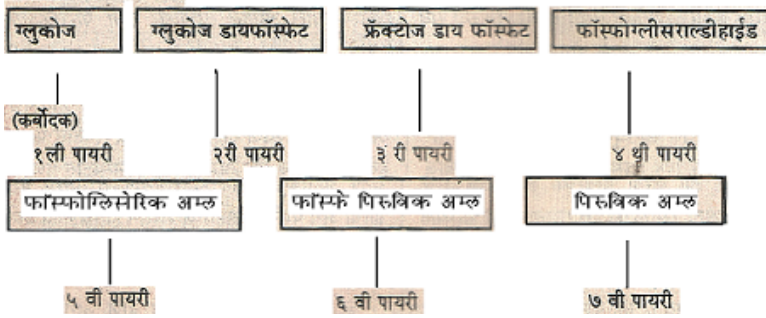 ग्लुकोज ग्लुकोज डायफॉस्फेट फ्रॅक्टोज डाय फॉस्फेट फॉस्फोग्लीसराल्डीहाईड
(कर्बोदक)
१ली पायरी २री पायरी ३ री पायरी ४ थी पायरी
फॉस्फोग्लिसेरिक अम्ल फॉस्फे पिरुविक अम्ल पिरुविक अम्ल
५ वी पायरी ६ वी पायरी ७ वी पायरी